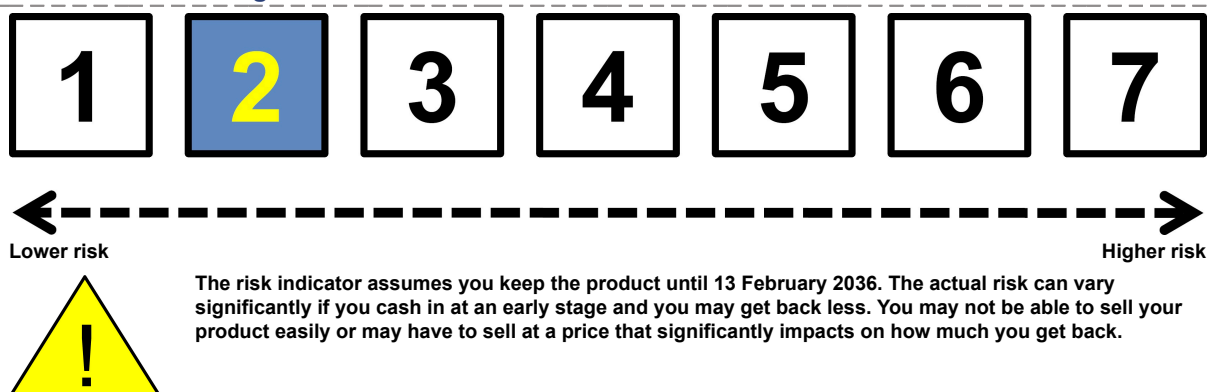 1 2 3 4 5 6 7
Lower risk Higher risk
The risk indicator assumes you keep the product until 13 February 2036. The actual risk can vary
significantly if you cash in at an early stage and you may get back less. You may not be able to sell your
product easily or may have to sell at a price that significantly impacts on how much you get back.
!